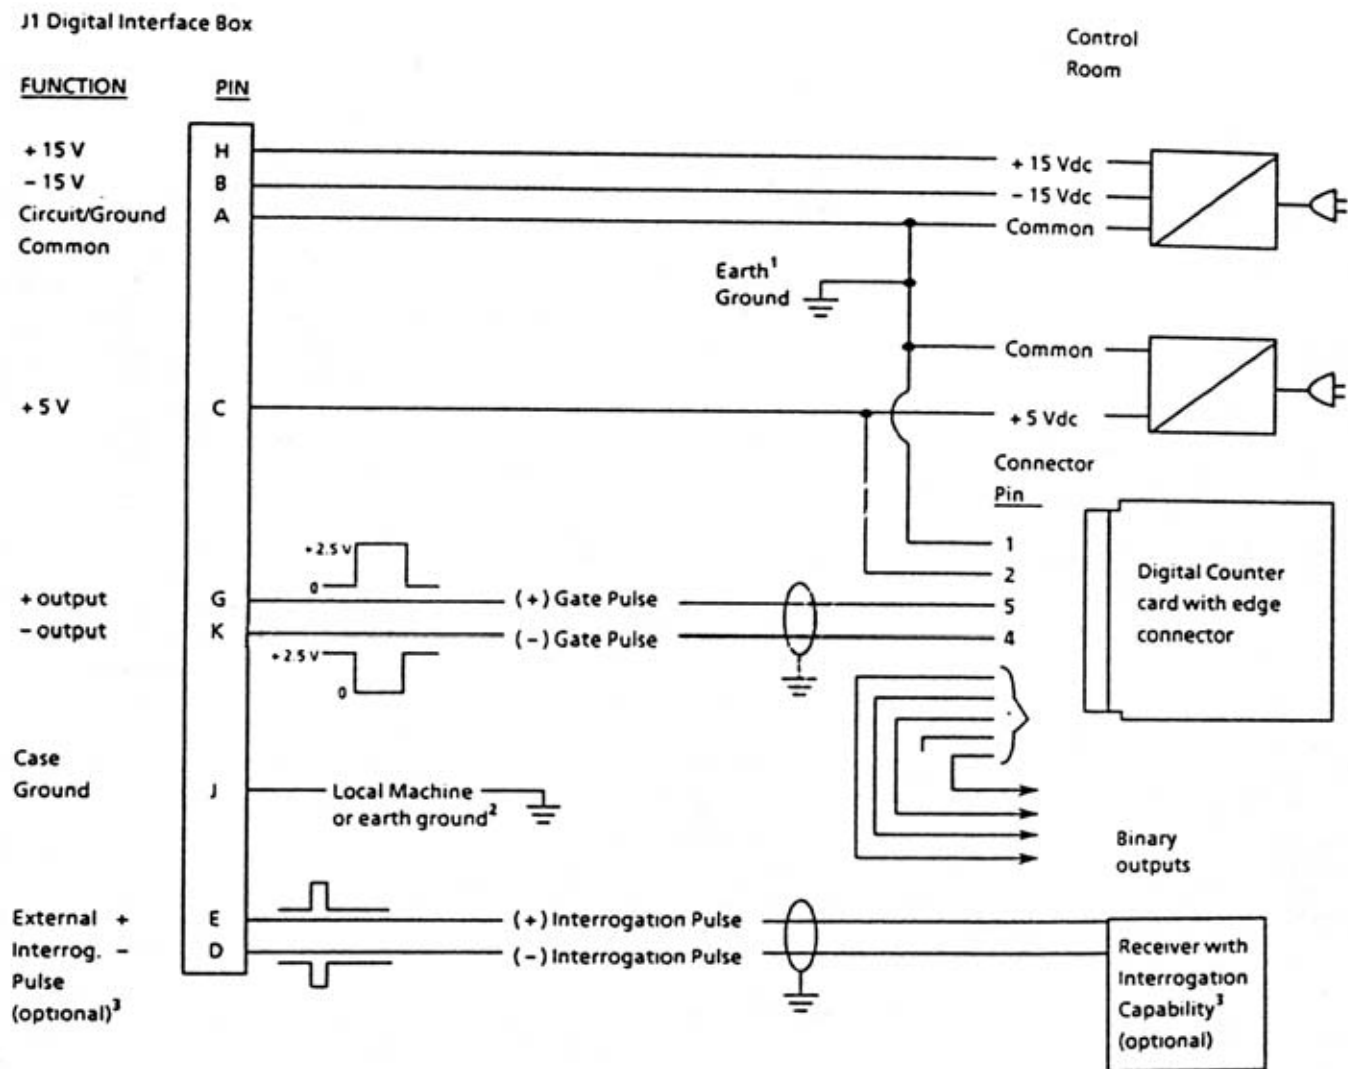 J1 Digital Interface Box
Control
Room
FUNCTION PIN
+ 15 V H + 15 Vdc
− 15 V B − 15 Vdc
Circuit/Ground A Common
Common
Earth¹
Ground
Common
+ 5 V C + 5 Vdc
Connector
Pin
+ 2.5 V
0
1
2
Digital Counter
card with edge
connector
+ output G (+) Gate Pulse 5
− output K (−) Gate Pulse 4
+ 2.5 V
0
Case
Ground J Local Machine
or earth ground²
Binary
outputs
External + E (+) Interrogation Pulse
Interrog. − D (−) Interrogation Pulse
Pulse
(optional)³
Receiver with
Interrogation
Capability³
(optional)